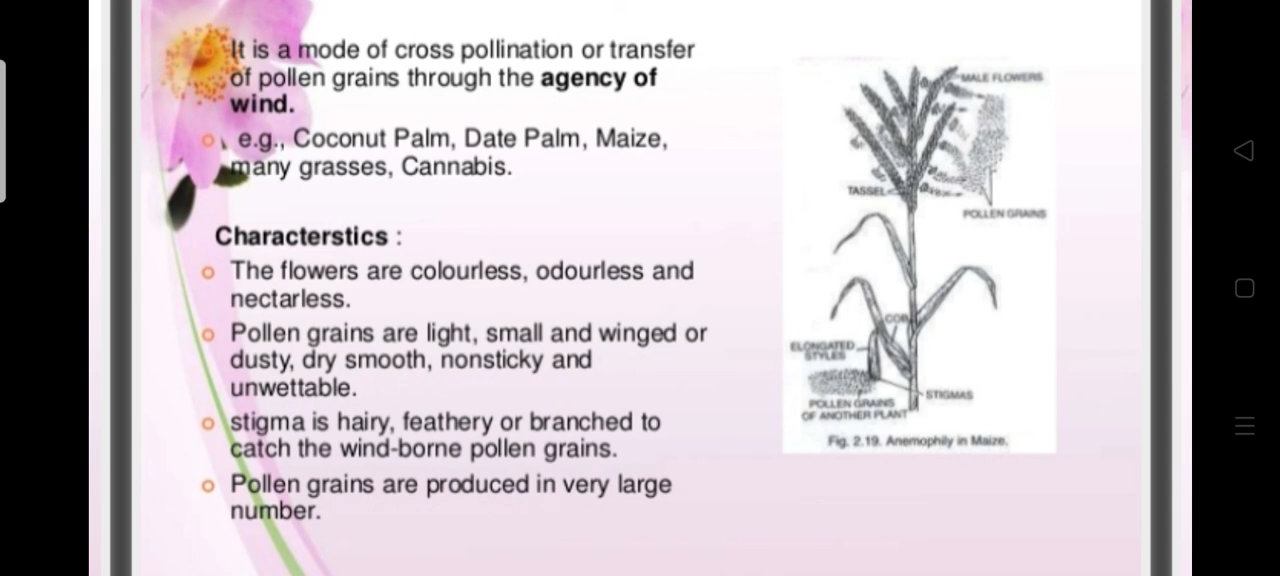 It is a mode of cross pollination or transfer
of pollen grains through the agency of
wind.
e.g., Coconut Palm, Date Palm, Maize,
many grasses, Cannabis.
Characterstics :
The flowers are colourless, odourless and
nectarless.
Pollen grains are light, small and winged or
dusty, dry smooth, nonsticky and
unwettable.
stigma is hairy, feathery or branched to
catch the wind-borne pollen grains.
Pollen grains are produced in very large
number.
MALE FLOWERS
TASSEL
POLLEN GRAINS
COB
ELONGATED
STYLES
STIGMAS
POLLEN GRAINS
OF ANOTHER PLANT
Fig. 2.19. Anemophily in Maize.